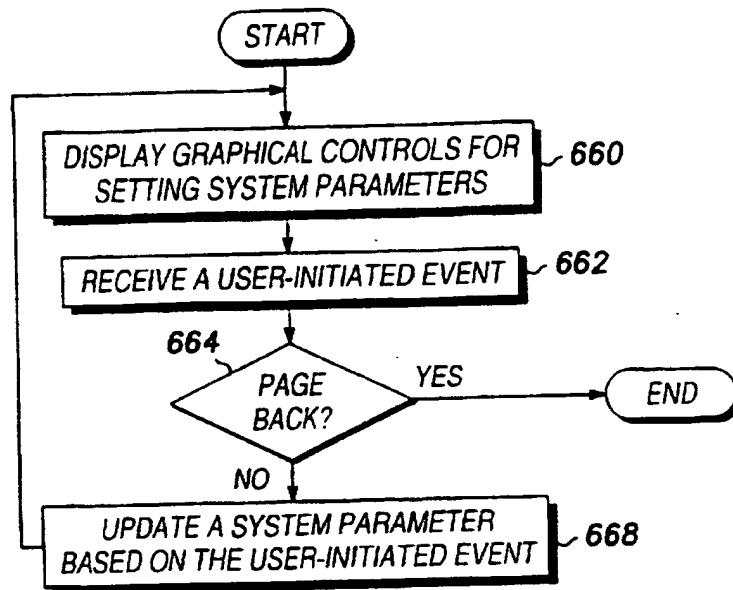 START
DISPLAY GRAPHICAL CONTROLS FOR
SETTING SYSTEM PARAMETERS
660
RECEIVE A USER-INITIATED EVENT
662
664
PAGE
BACK?
YES
END
NO
UPDATE A SYSTEM PARAMETER
BASED ON THE USER-INITIATED EVENT
668